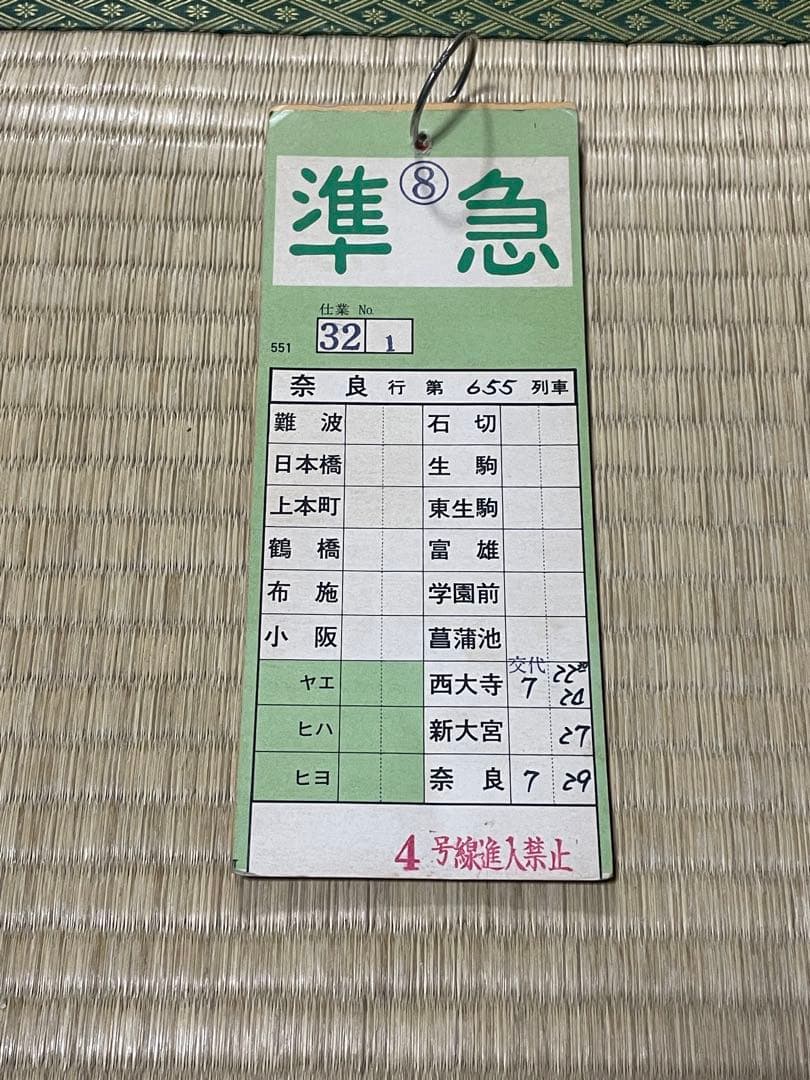 準 ⑧ 急
仕業 No.
551 32 1
奈良行 第 655 列車
難波 石切
日本橋 生駒
上本町 東生駒
鶴橋 富雄
布施 学園前
小阪 菖蒲池
交代
ヤエ 西大寺 7 22 20
24
ヒハ 新大宮 27
ヒヨ 奈良 7 29
4号線進入禁止